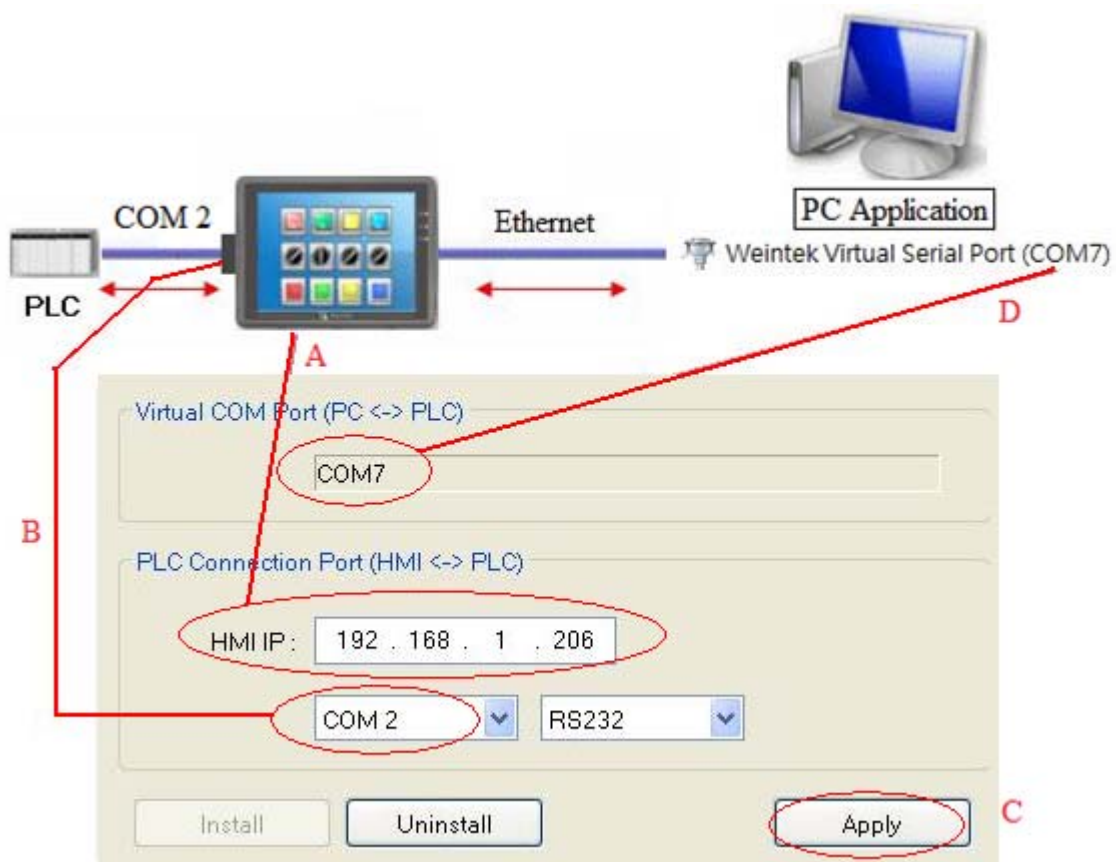 PC Application
COM 2
Ethernet
Weintek Virtual Serial Port (COM7)
PLC
D
A
Virtual COM Port (PC <-> PLC)
COM7
B
PLC Connection Port (HMI <-> PLC)
HMI IP : 192 . 168 . 1 . 206
COM 2 RS232
Install Uninstall Apply C